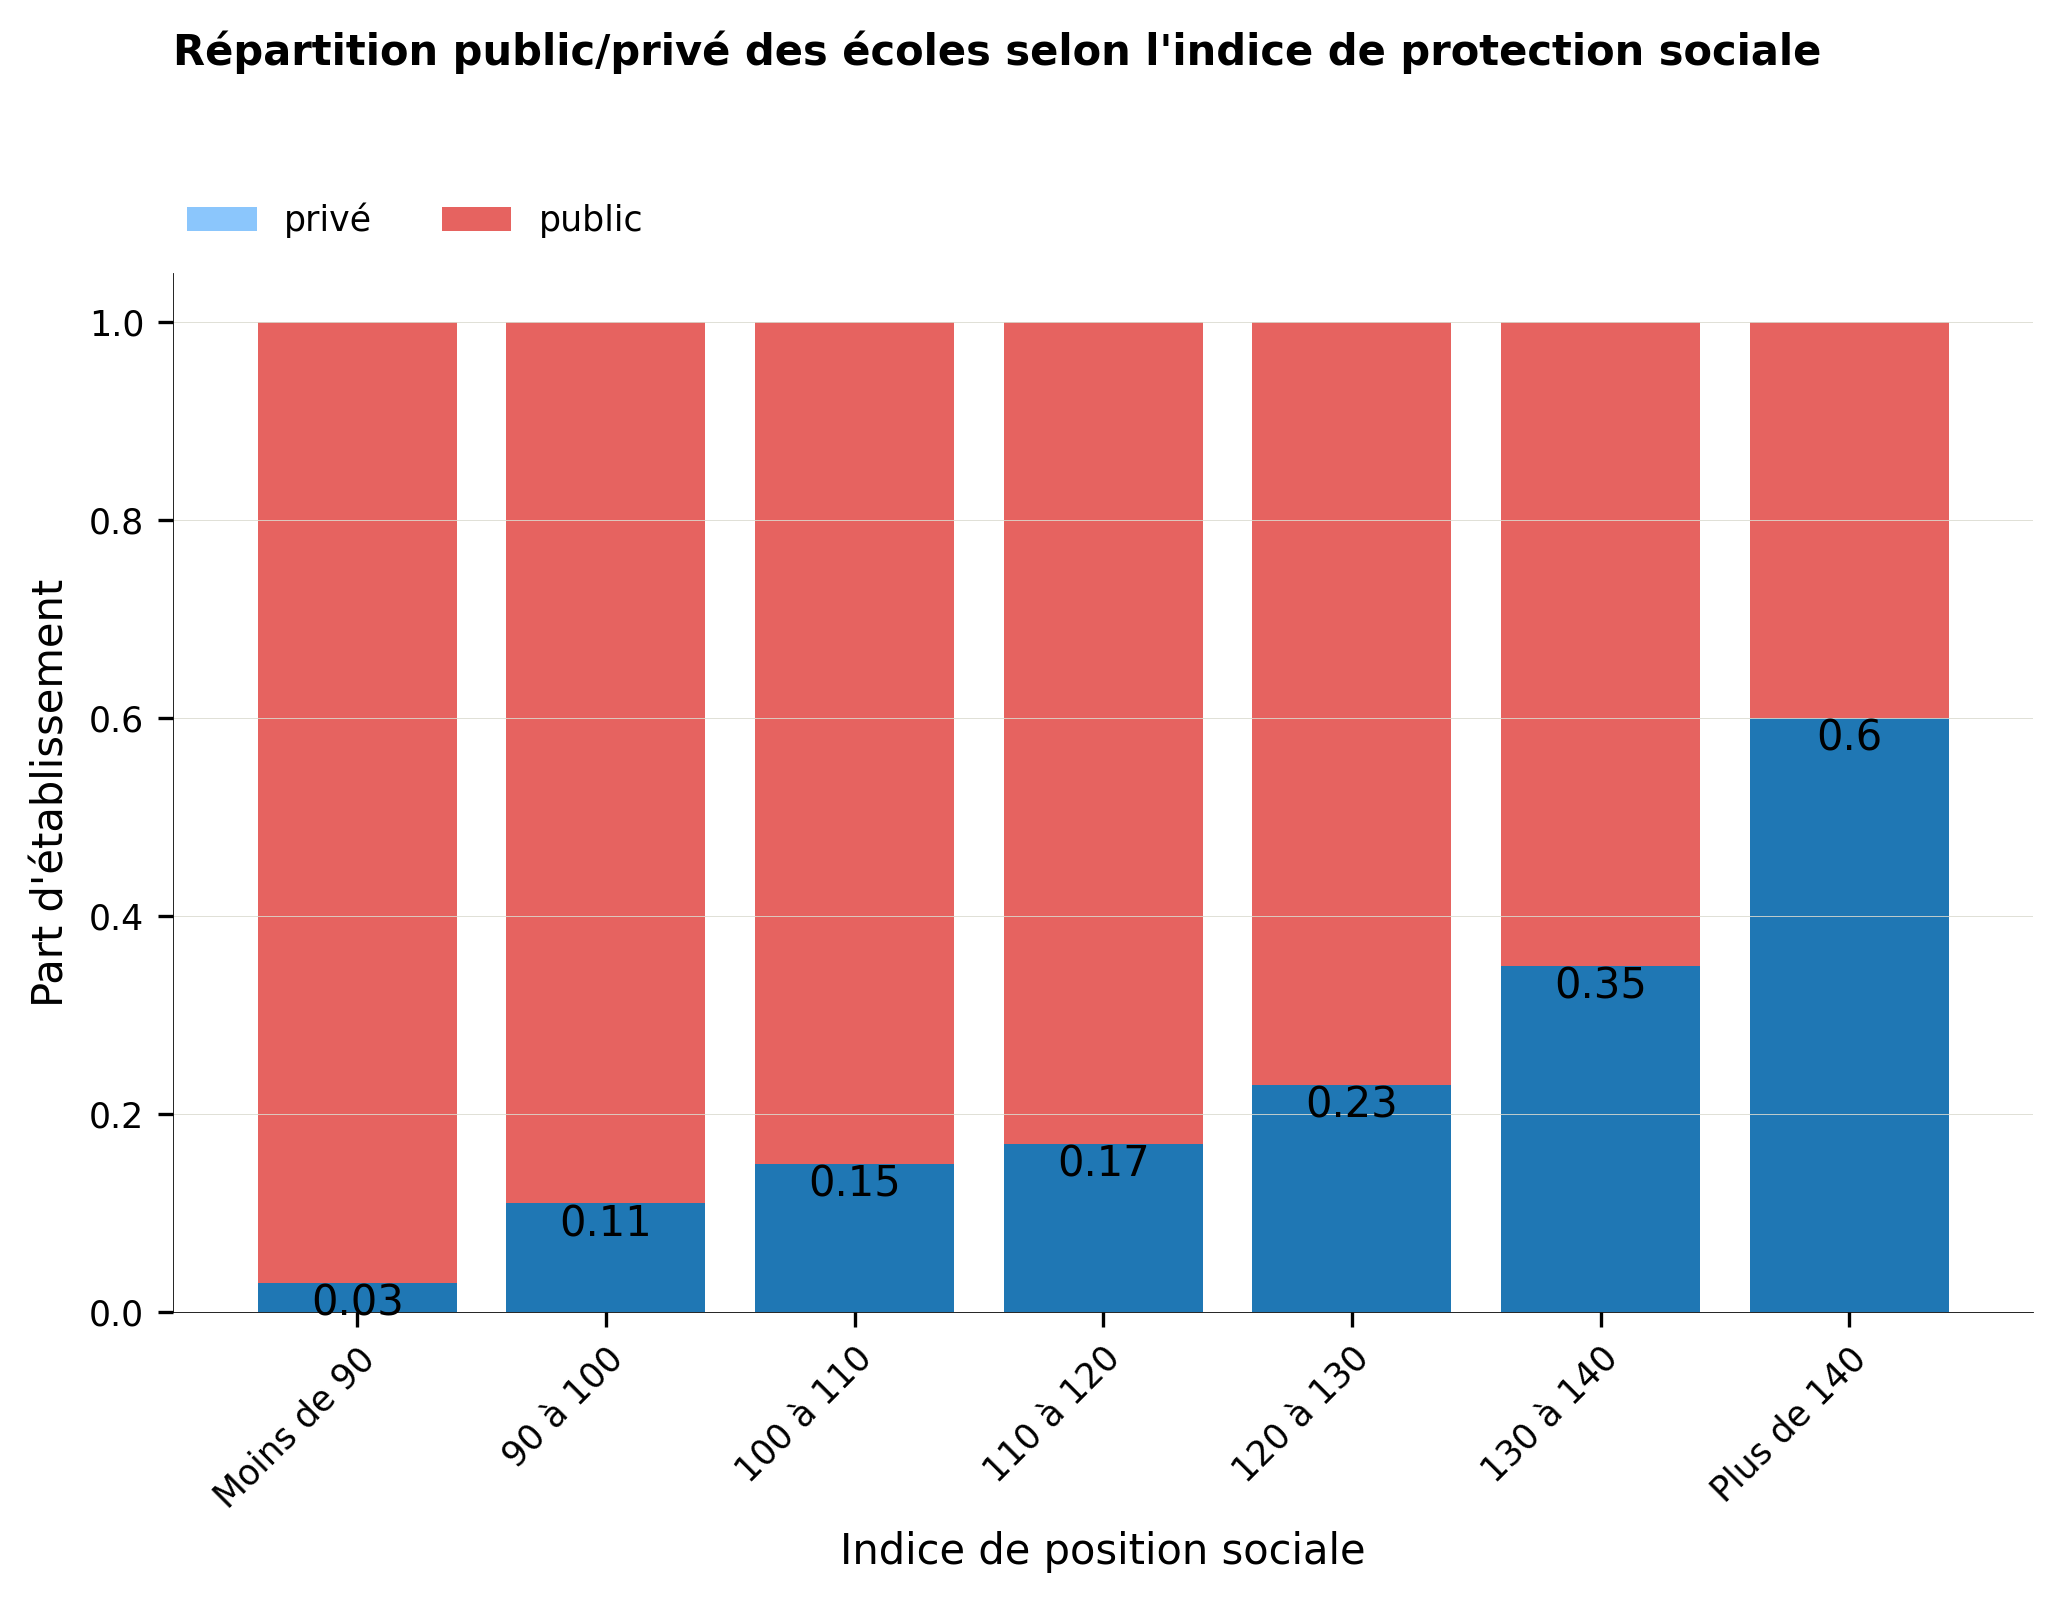 Répartition public/privé des écoles selon l'indice de protection sociale
privé public
Part d'établissement
1.0
0.8
0.6
0.4
0.2
0.0
0.03
0.11
0.15
0.17
0.23
0.35
0.6
Moins de 90
90 à 100
100 à 110
110 à 120
120 à 130
130 à 140
Plus de 140
Indice de position sociale